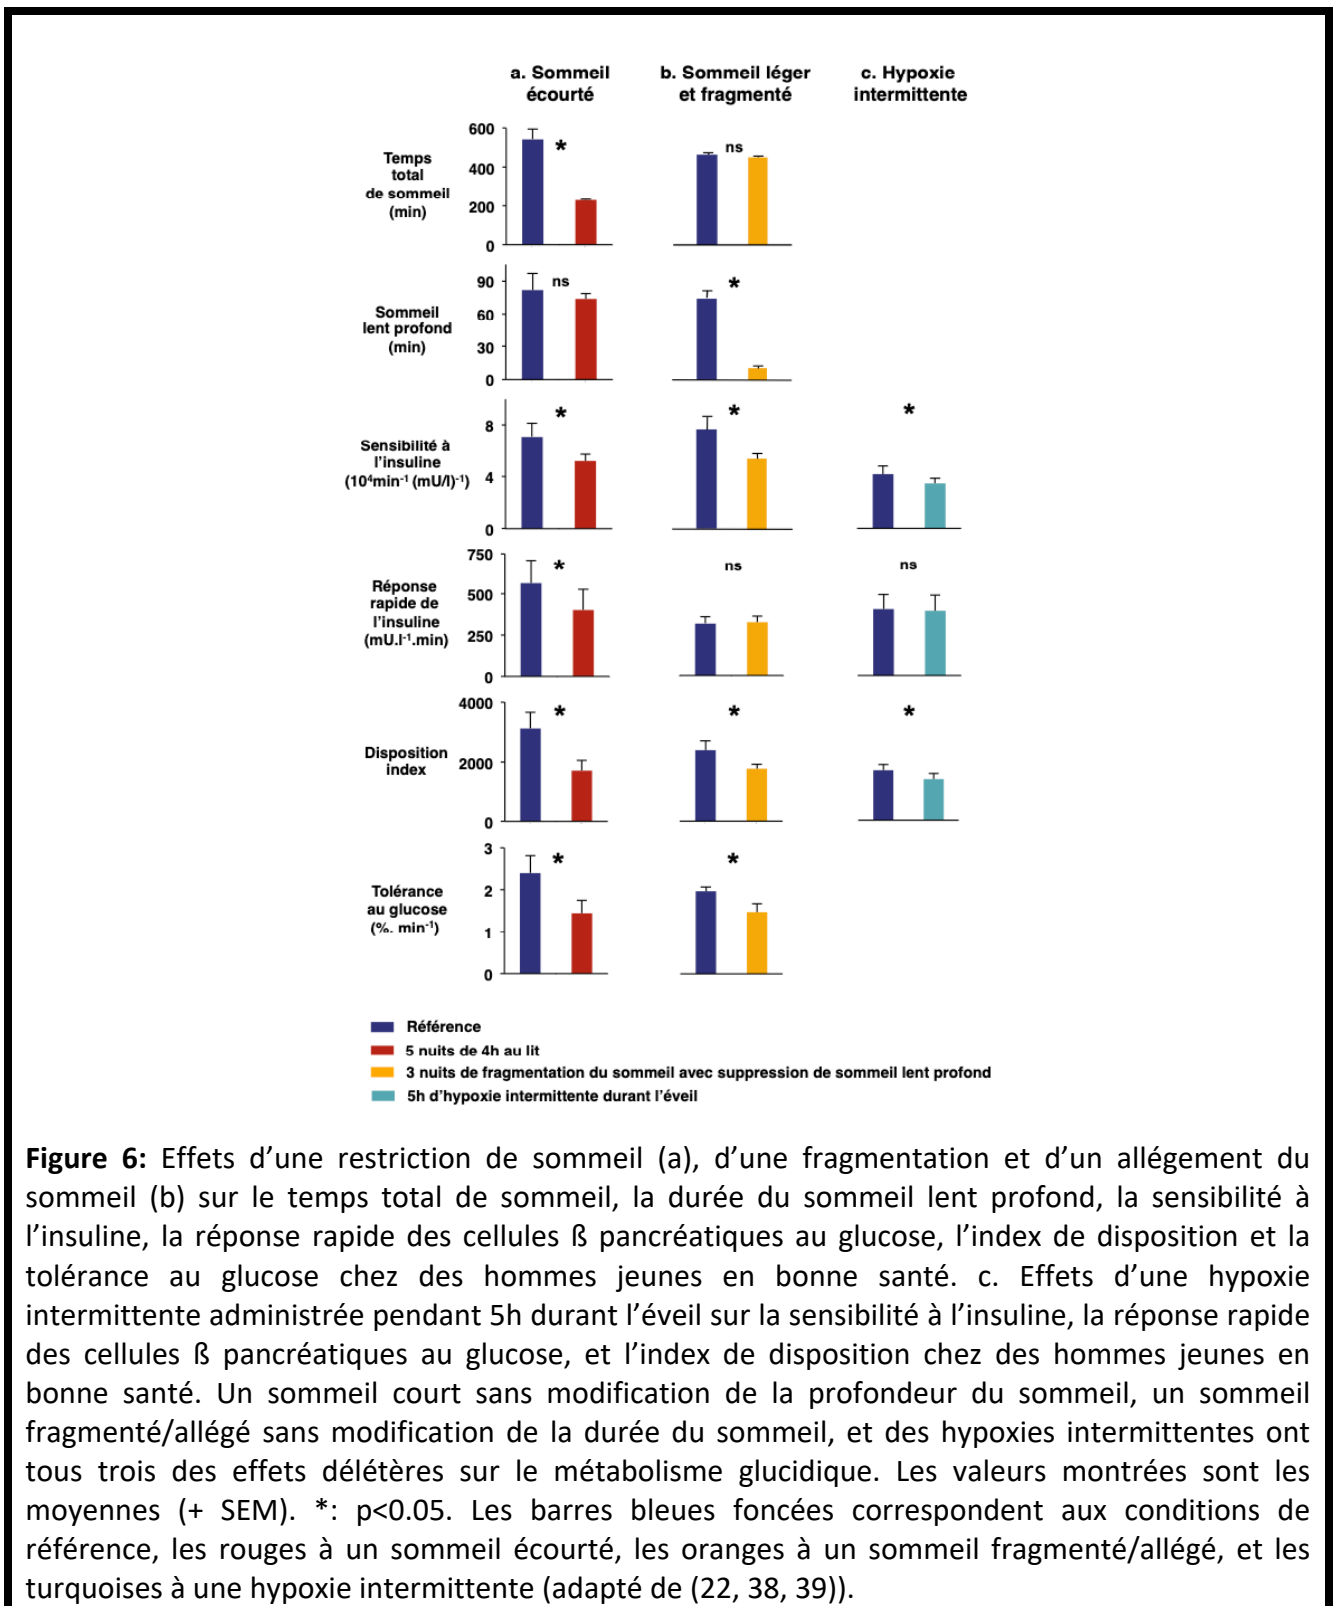 a. Sommeil écourté
b. Sommeil léger et fragmenté
c. Hypoxie intermittente
Temps
total
de sommeil
(min)
600
400
200
0
*
ns
Sommeil
lent profond
(min)
90
60
30
0
ns
*
Sensibilité à
l’insuline
(10⁴min⁻¹ (mU/l)⁻¹)
8
4
0
*
*
*
Réponse
rapide de
l’insuline
(mU.l⁻¹.min)
750
500
250
0
*
ns
ns
Disposition
index
4000
2000
0
*
*
*
Tolérance
au glucose
(%. min⁻¹)
3
2
1
0
*
*
Référence
5 nuits de 4h au lit
3 nuits de fragmentation du sommeil avec suppression de sommeil lent profond
5h d’hypoxie intermittente durant l’éveil
Figure 6: Effets d’une restriction de sommeil (a), d’une fragmentation et d’un allégement du
sommeil (b) sur le temps total de sommeil, la durée du sommeil lent profond, la sensibilité à
l’insuline, la réponse rapide des cellules ß pancréatiques au glucose, l’index de disposition et la
tolérance au glucose chez des hommes jeunes en bonne santé. c. Effets d’une hypoxie
intermittente administrée pendant 5h durant l’éveil sur la sensibilité à l’insuline, la réponse rapide
des cellules ß pancréatiques au glucose, et l’index de disposition chez des hommes jeunes en
bonne santé. Un sommeil court sans modification de la profondeur du sommeil, un sommeil
fragmenté/allégé sans modification de la durée du sommeil, et des hypoxies intermittentes ont
tous trois des effets délétères sur le métabolisme glucidique. Les valeurs montrées sont les
moyennes (+ SEM). *: p<0.05. Les barres bleues foncées correspondent aux conditions de
référence, les rouges à un sommeil écourté, les oranges à un sommeil fragmenté/allégé, et les
turquoises à une hypoxie intermittente (adapté de (22, 38, 39)).